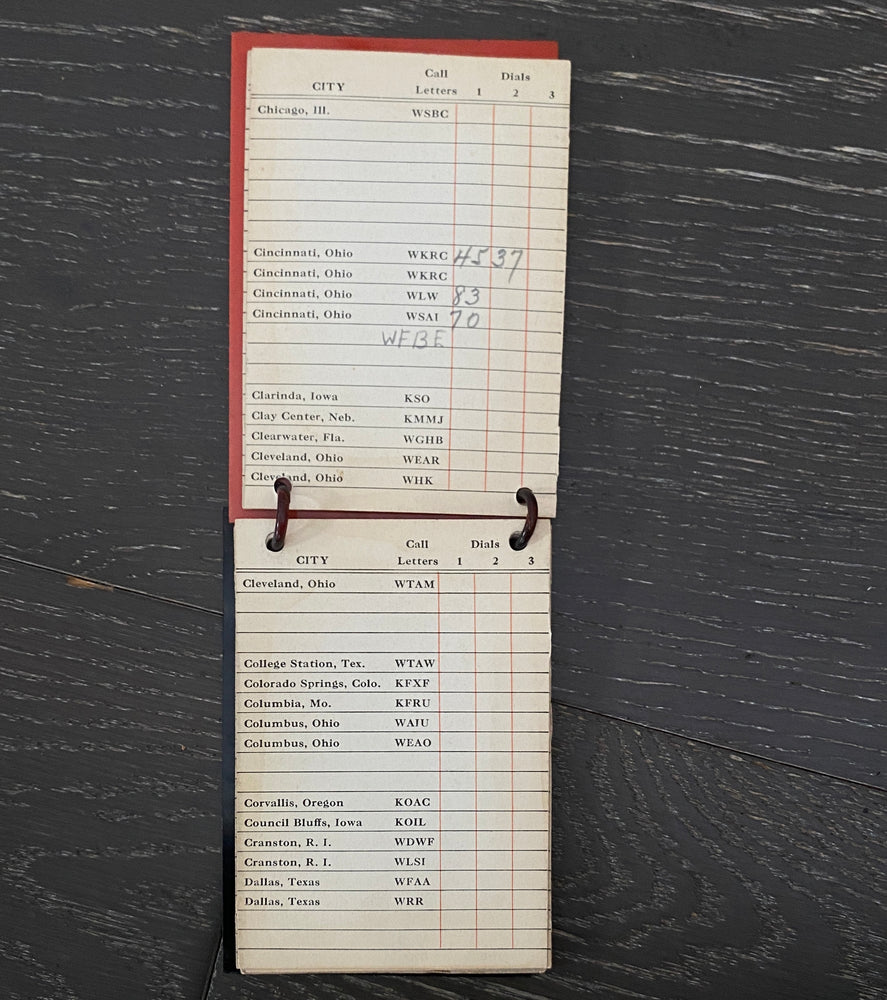 Call Dials
CITY Letters 1 2 3
Chicago, Ill. WSBC
Cincinnati, Ohio WKRC 45 37
Cincinnati, Ohio WKRC
Cincinnati, Ohio WLW 83
Cincinnati, Ohio WSAI 70
WFBE
Clarinda, Iowa KSO
Clay Center, Neb. KMMJ
Clearwater, Fla. WGHB
Cleveland, Ohio WEAR
Cleveland, Ohio WHK
Call Dials
CITY Letters 1 2 3
Cleveland, Ohio WTAM
College Station, Tex. WTAW
Colorado Springs, Colo. KFXF
Columbia, Mo. KFRU
Columbus, Ohio WAIU
Columbus, Ohio WEAO
Corvallis, Oregon KOAC
Council Bluffs, Iowa KOIL
Cranston, R. I. WDWF
Cranston, R. I. WLSI
Dallas, Texas WFAA
Dallas, Texas WRR